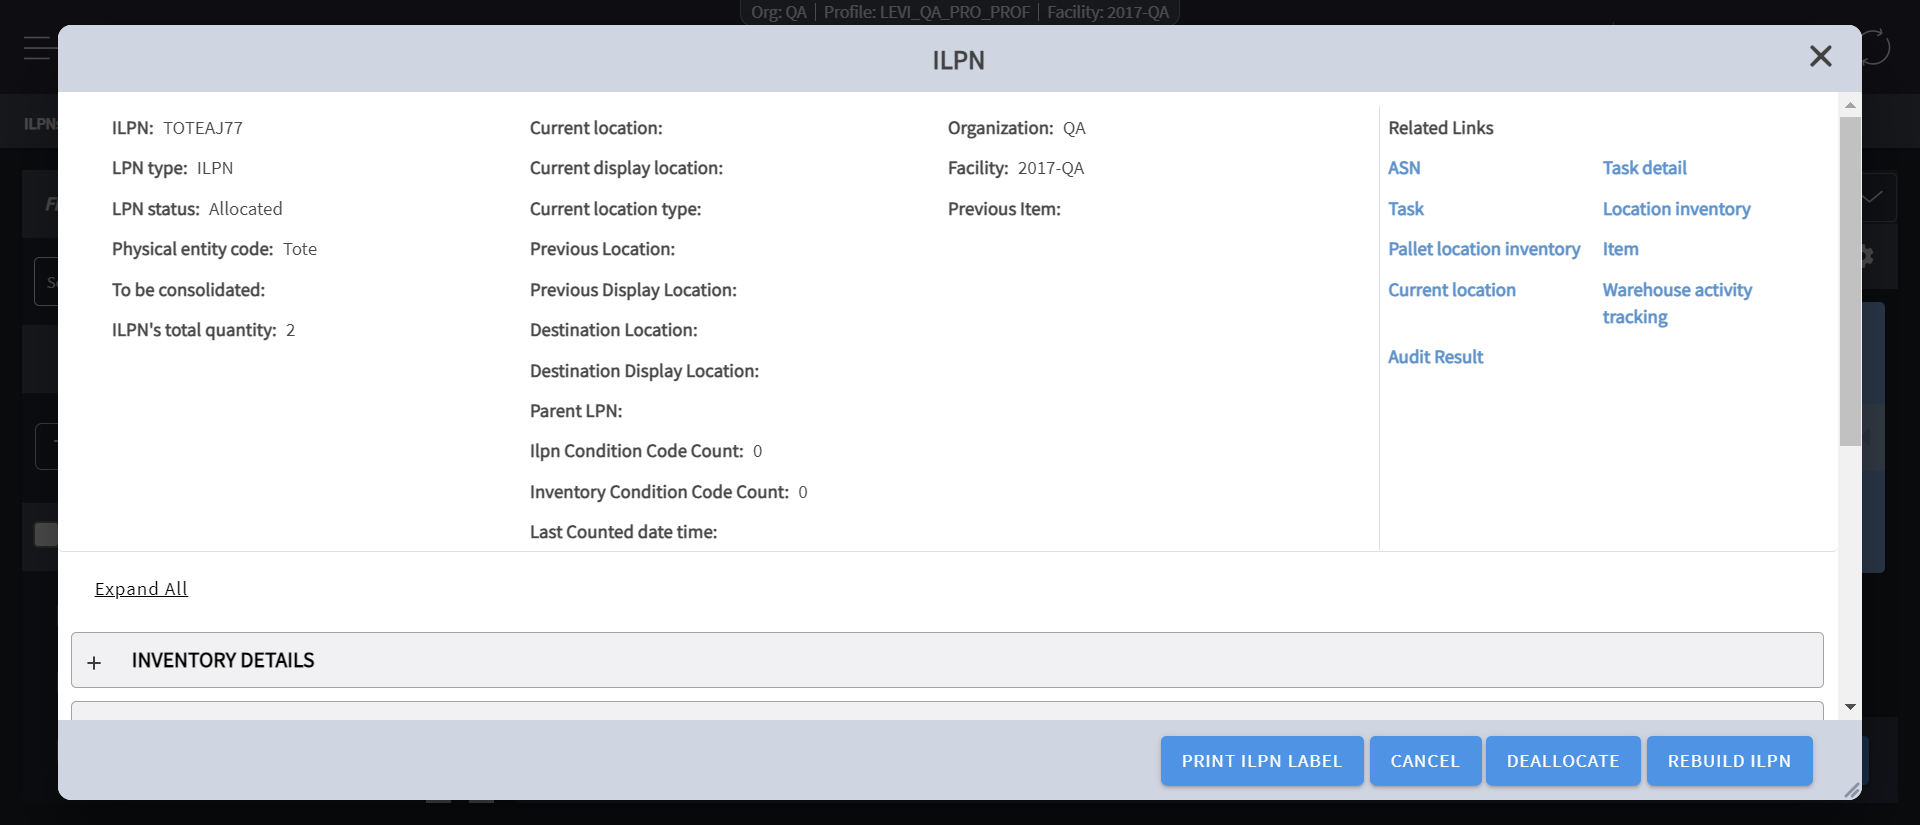 Org: QA | Profile: LEVI_QA_PRO_PROF | Facility: 2017-QA
ILPN
ILPN: TOTEAJ77
LPN type: ILPN
LPN status: Allocated
Physical entity code: Tote
To be consolidated:
ILPN's total quantity: 2
Current location:
Current display location:
Current location type:
Previous Location:
Previous Display Location:
Destination Location:
Destination Display Location:
Parent LPN:
Ilpn Condition Code Count: 0
Inventory Condition Code Count: 0
Last Counted date time:
Organization: QA
Facility: 2017-QA
Previous Item:
Related Links
ASN
Task detail
Task
Location inventory
Pallet location inventory
Item
Current location
Warehouse activity
tracking
Audit Result
Expand All
+ INVENTORY DETAILS
PRINT ILPN LABEL
CANCEL
DEALLOCATE
REBUILD ILPN